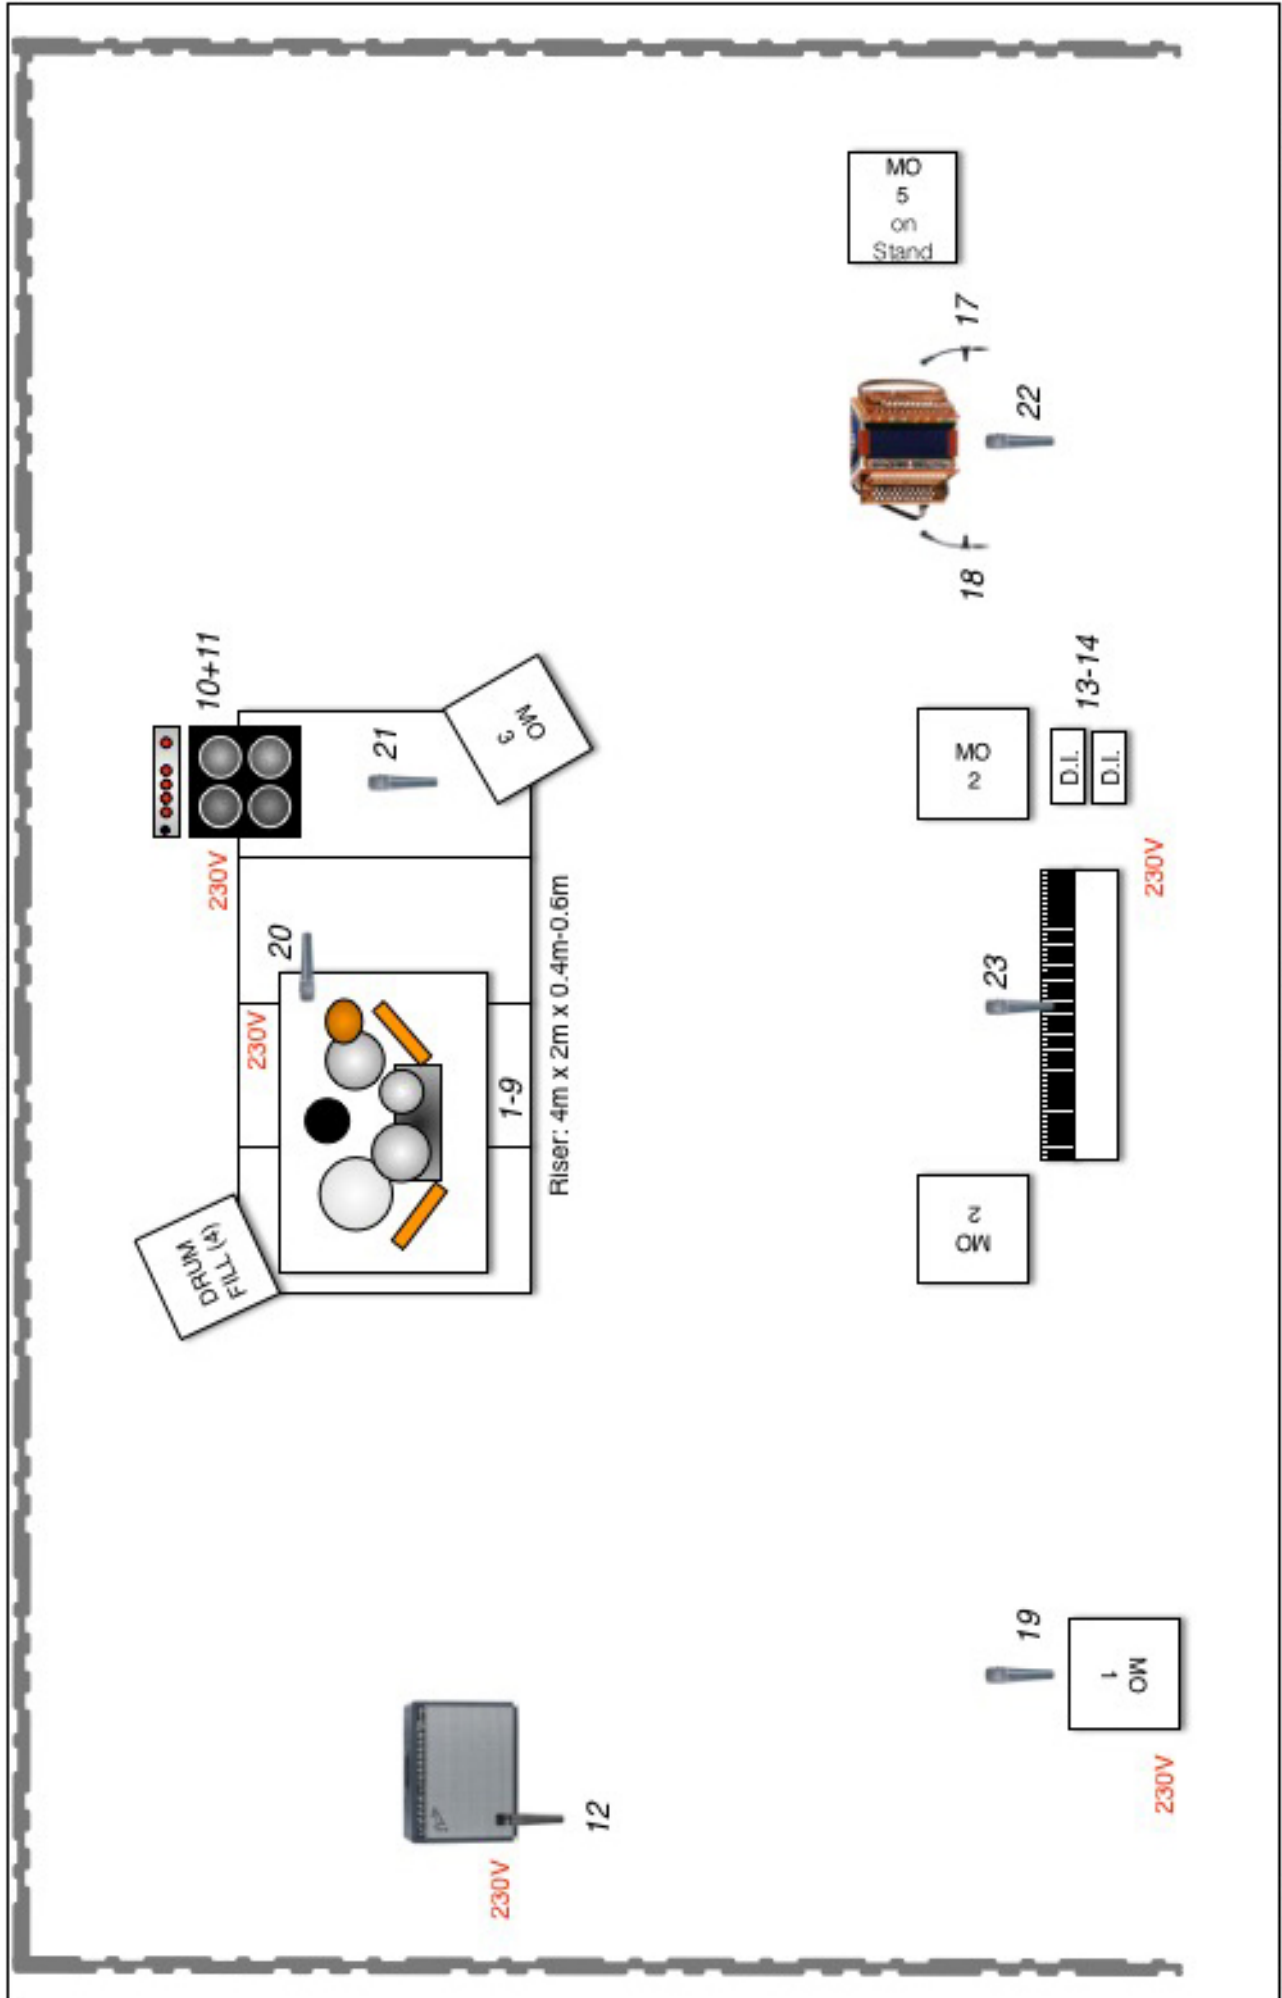 MO
5
on
Stand
17
22
18
10+11
21
MO
3
13-14
MO
2
D.I.
D.I.
230V
230V
20
230V
23
1-9
Riser: 4m x 2m x 0.4m-0.6m
DRUM
FILL (4)
MO
2
19
MO
1
230V
12
230V